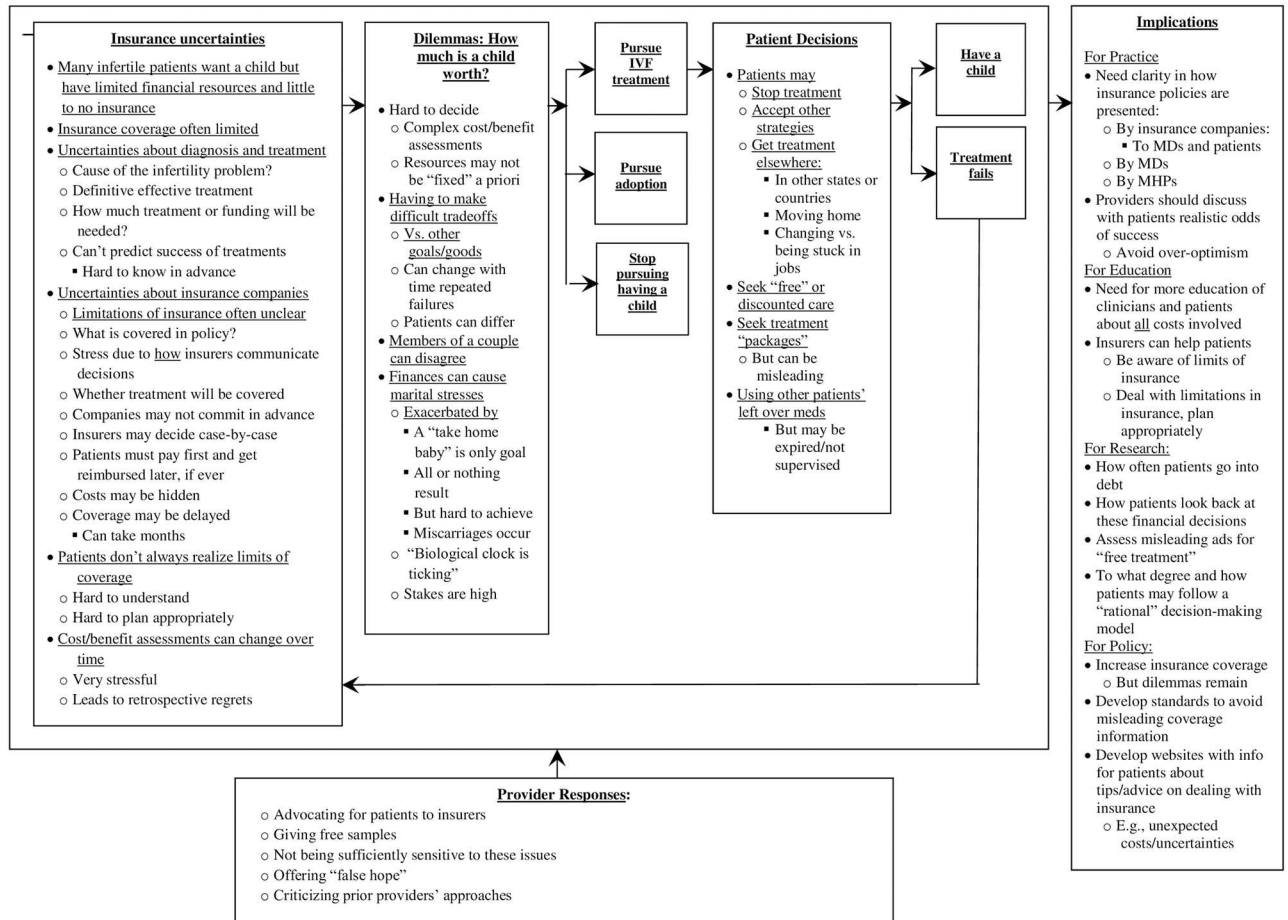 Insurance uncertainties
• Many infertile patients want a child but
have limited financial resources and little
to no insurance
• Insurance coverage often limited
• Uncertainties about diagnosis and treatment
o Cause of the infertility problem?
o Definitive effective treatment
o How much treatment or funding will be
needed?
o Can’t predict success of treatments
▪ Hard to know in advance
• Uncertainties about insurance companies
o Limitations of insurance often unclear
o What is covered in policy?
o Stress due to how insurers communicate
decisions
o Whether treatment will be covered
o Companies may not commit in advance
o Insurers may decide case-by-case
o Patients must pay first and get
reimbursed later, if ever
o Costs may be hidden
o Coverage may be delayed
▪ Can take months
• Patients don’t always realize limits of
coverage
o Hard to understand
o Hard to plan appropriately
• Cost/benefit assessments can change over
time
o Very stressful
o Leads to retrospective regrets
Dilemmas: How
much is a child
worth?
• Hard to decide
o Complex cost/benefit
assessments
o Resources may not
be “fixed” a priori
• Having to make
difficult tradeoffs
o Vs. other
goals/goods
o Can change with
time repeated
failures
o Patients can differ
• Members of a couple
can disagree
• Finances can cause
marital stresses
o Exacerbated by
▪ A “take home
baby” is only goal
▪ All or nothing
result
▪ But hard to achieve
▪ Miscarriages occur
o “Biological clock is
ticking”
o Stakes are high
Pursue
IVF
treatment
Pursue
adoption
Stop
pursuing
having a
child
Patient Decisions
• Patients may
o Stop treatment
o Accept other
strategies
o Get treatment
elsewhere:
▪ In other states or
countries
▪ Moving home
▪ Changing vs.
being stuck in
jobs
• Seek “free” or
discounted care
• Seek treatment
“packages”
o But can be
misleading
• Using other patients’
left over meds
▪ But may be
expired/not
supervised
Have a
child
Treatment
fails
Implications
For Practice
• Need clarity in how
insurance policies are
presented:
o By insurance companies:
▪ To MDs and patients
o By MDs
o By MHPs
• Providers should discuss
with patients realistic odds
of success
o Avoid over-optimism
For Education
• Need for more education of
clinicians and patients
about all costs involved
• Insurers can help patients
o Be aware of limits of
insurance
o Deal with limitations in
insurance, plan
appropriately
For Research:
• How often patients go into
debt
• How patients look back at
these financial decisions
• Assess misleading ads for
“free treatment”
• To what degree and how
patients may follow a
“rational” decision-making
model
For Policy:
• Increase insurance coverage
o But dilemmas remain
• Develop standards to avoid
misleading coverage
information
• Develop websites with info
for patients about
tips/advice on dealing with
insurance
o E.g., unexpected
costs/uncertainties
Provider Responses:
o Advocating for patients to insurers
o Giving free samples
o Not being sufficiently sensitive to these issues
o Offering “false hope”
o Criticizing prior providers’ approaches